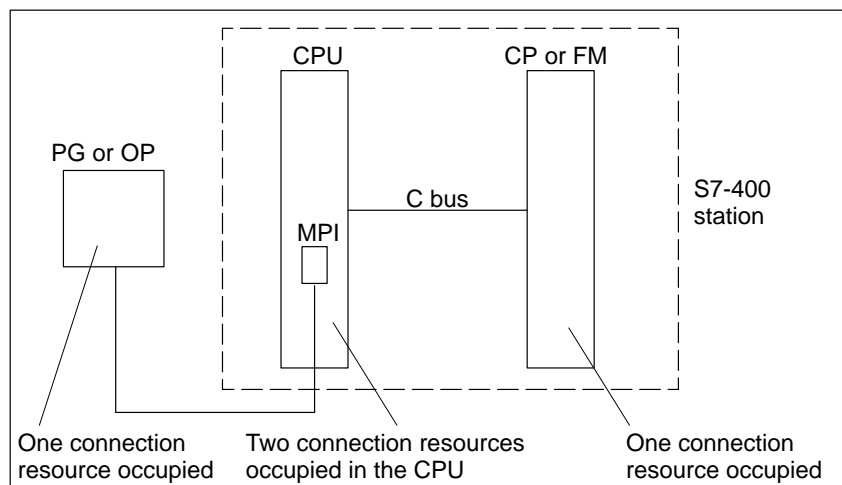 CPU
CP or FM
PG or OP
C bus
S7-400
station
MPI
One connection
resource occupied
Two connection resources
occupied in the CPU
One connection
resource occupied